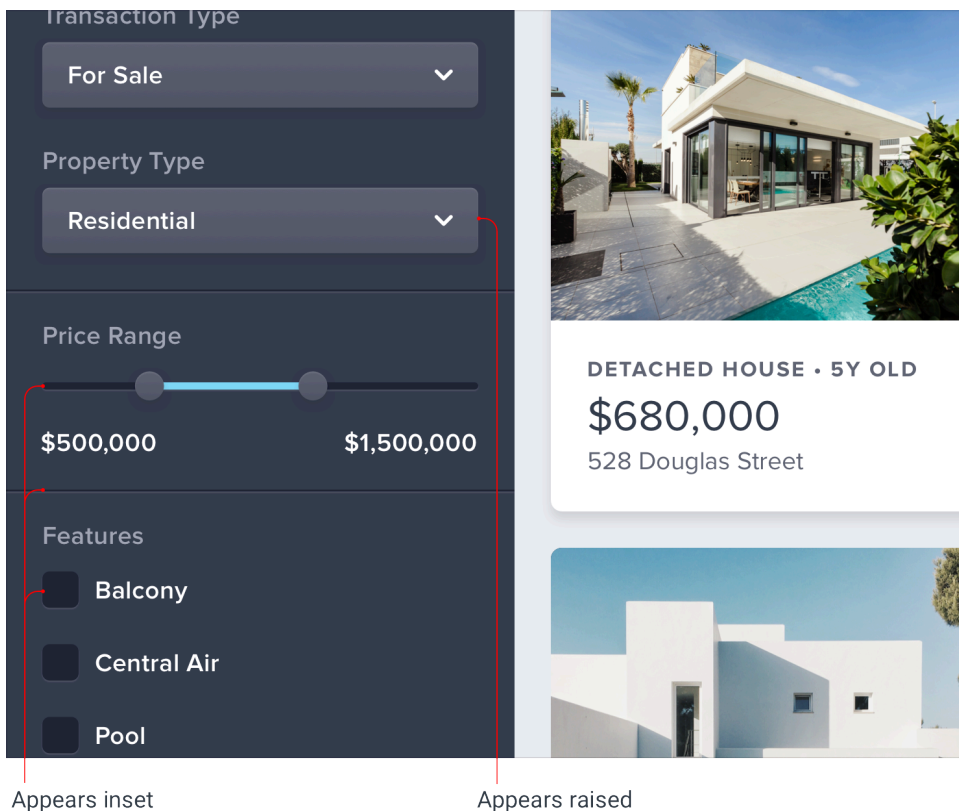 Transaction Type
For Sale
Property Type
Residential
Price Range
$500,000 $1,500,000
Features
Balcony
Central Air
Pool
DETACHED HOUSE • 5Y OLD
$680,000
528 Douglas Street
Appears inset
Appears raised